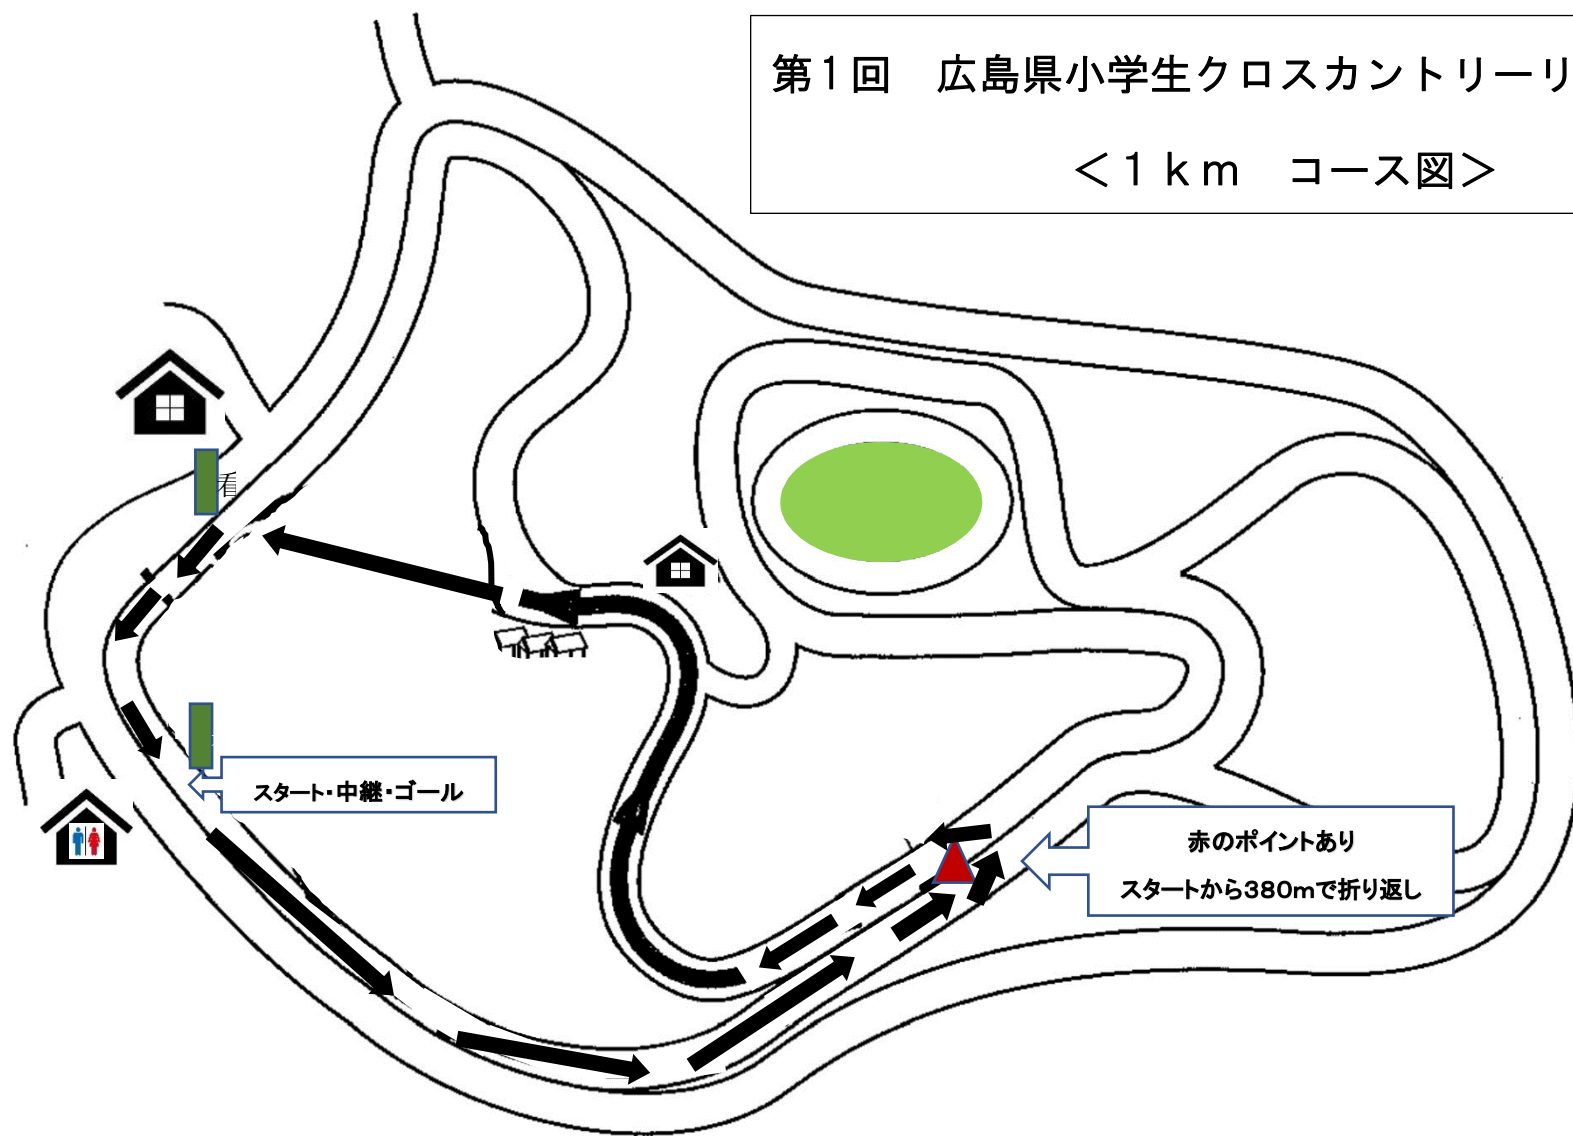 第1回　広島県小学生クロスカントリーリ
＜1ｋｍ　コース図＞
看
スタート・中継・ゴール
赤のポイントあり
スタートから380ｍで折り返し